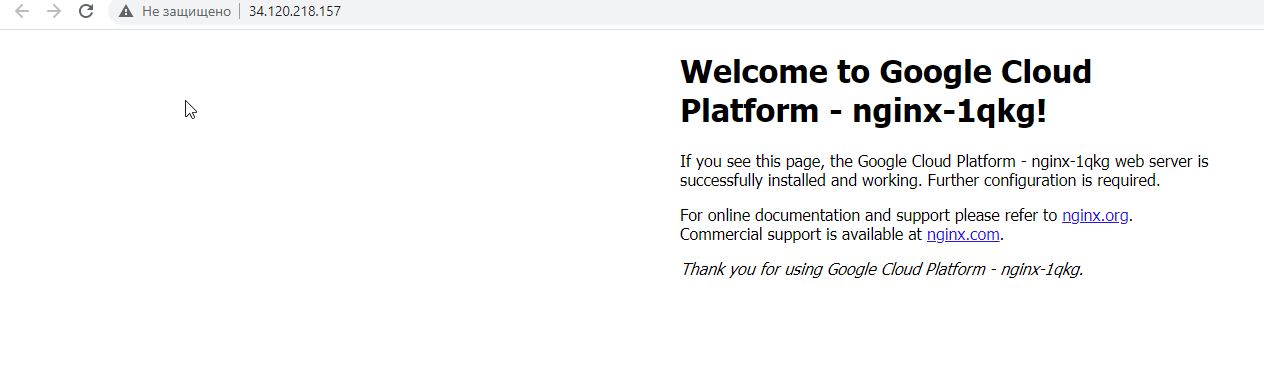 Не защищено 34.120.218.157
Welcome to Google Cloud
Platform - nginx-1qkg!
If you see this page, the Google Cloud Platform - nginx-1qkg web server is
successfully installed and working. Further configuration is required.
For online documentation and support please refer to nginx.org.
Commercial support is available at nginx.com.
Thank you for using Google Cloud Platform - nginx-1qkg.